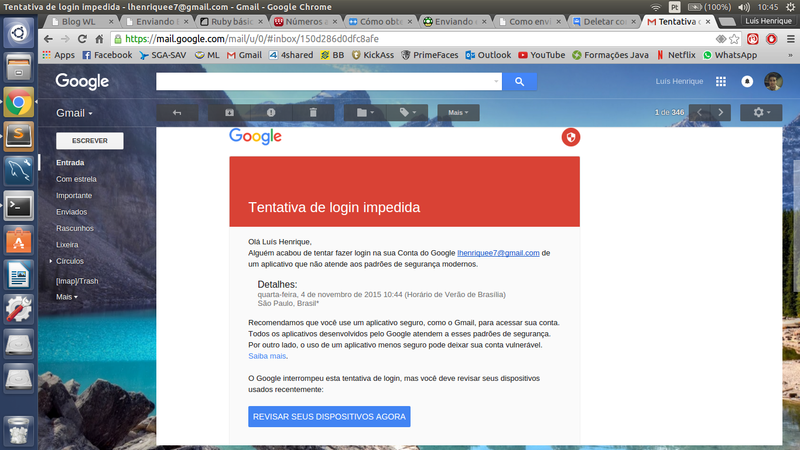 Tentativa de login impedida - lhenriquee7@gmail.com - Gmail - Google Chrome
Pt
(100%)
10:45
Blog WL
Enviando
Ruby básic
Números a
Cómo obte
Enviando
Como envi
Deletar co
Tentativa d
Luís Henrique
https://mail.google.com/mail/u/0/#inbox/150d286d0dfc8afe
Apps
Facebook
SGA-SAV
ML
Gmail
4shared
BB
KickAss
PrimeFaces
Outlook
YouTube
Formações Java
Netflix
WhatsApp
Google
Luís Henrique
Gmail
Mais
1 de 346
ESCREVER
Entrada
Com estrela
Importante
Enviados
Rascunhos
Lixeira
Círculos
[Imap]/Trash
Mais
Google
Tentativa de login impedida
Olá Luís Henrique,
Alguém acabou de tentar fazer login na sua Conta do Google lhenriquee7@gmail.com de
um aplicativo que não atende aos padrões de segurança modernos.
Detalhes:
quarta-feira, 4 de novembro de 2015 10:44 (Horário de Verão de Brasília)
São Paulo, Brasil*
Recomendamos que você use um aplicativo seguro, como o Gmail, para acessar sua conta.
Todos os aplicativos desenvolvidos pelo Google atendem a esses padrões de segurança.
Por outro lado, o uso de um aplicativo menos seguro pode deixar sua conta vulnerável.
Saiba mais.
O Google interrompeu esta tentativa de login, mas você deve revisar seus dispositivos
usados recentemente:
REVISAR SEUS DISPOSITIVOS AGORA